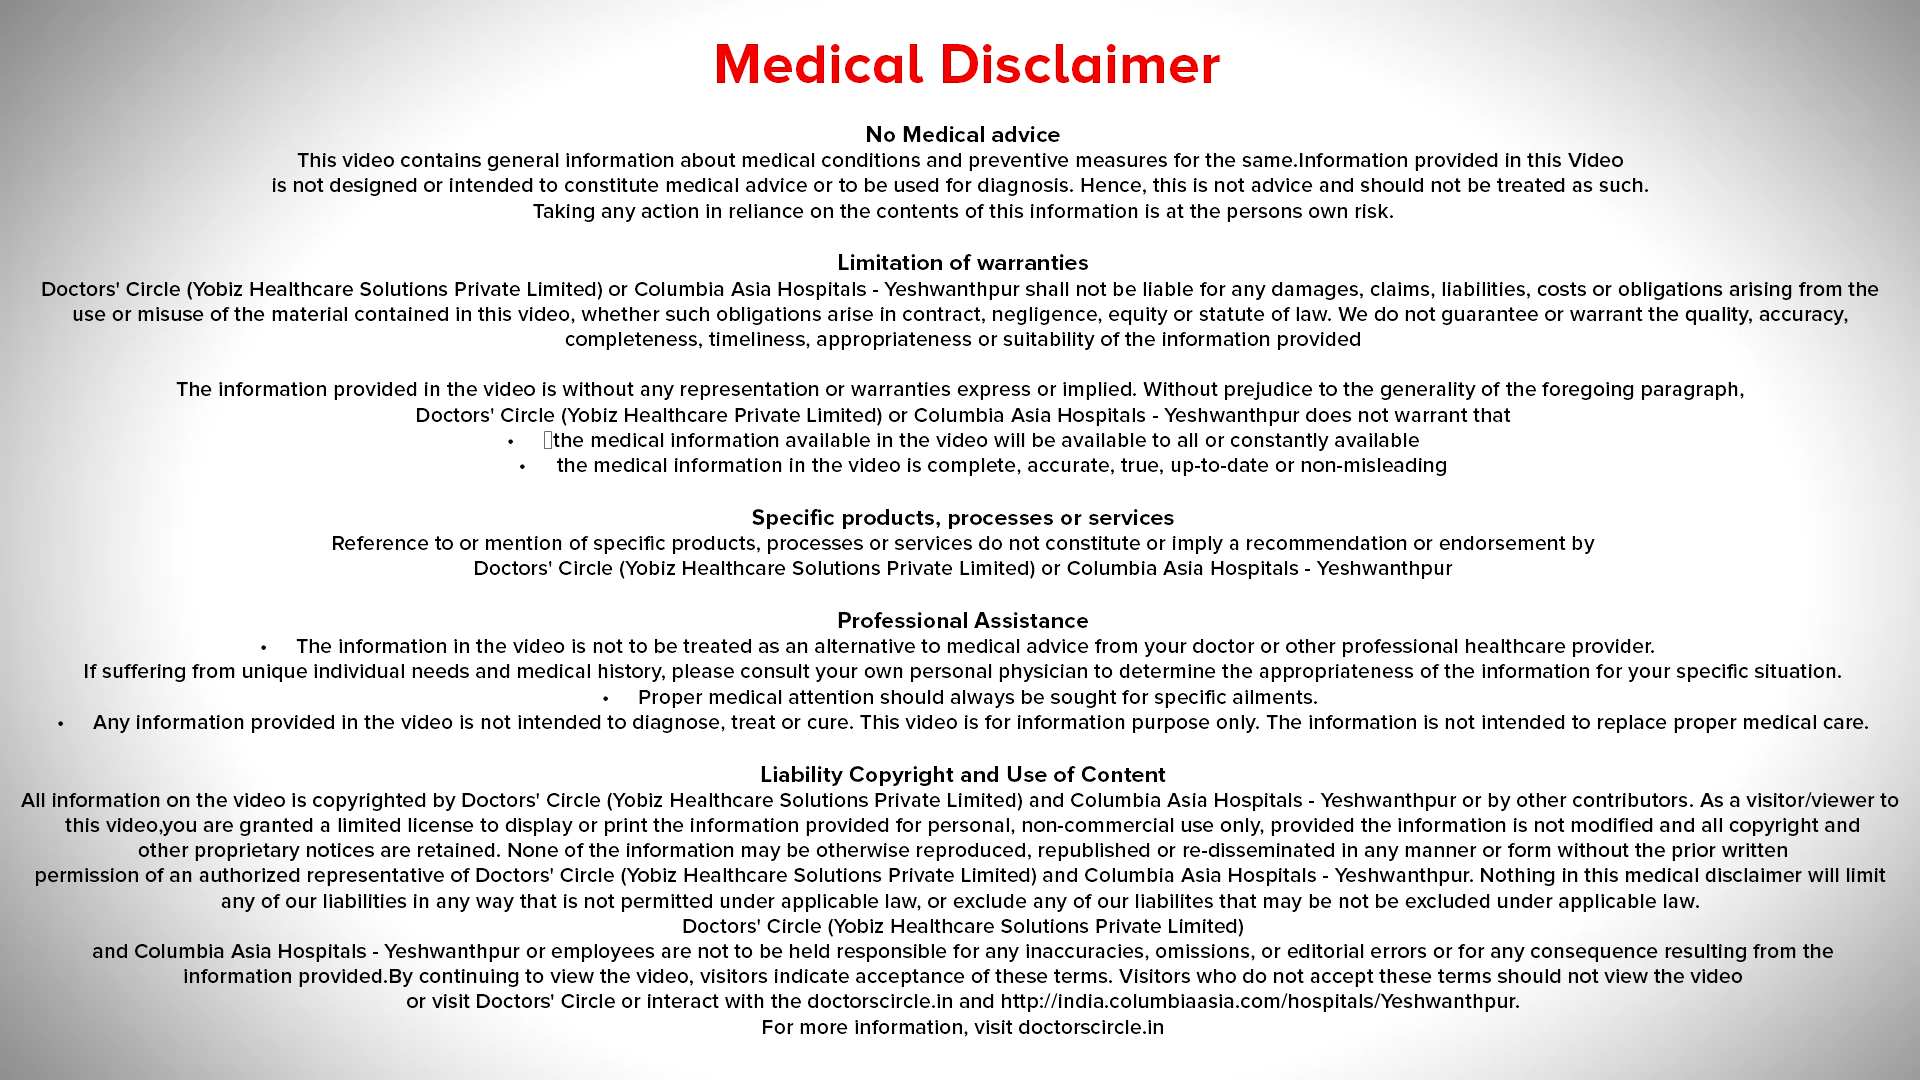 Medical Disclaimer
No Medical advice
This video contains general information about medical conditions and preventive measures for the same.Information provided in this Video
is not designed or intended to constitute medical advice or to be used for diagnosis. Hence, this is not advice and should not be treated as such.
Taking any action in reliance on the contents of this information is at the persons own risk.
Limitation of warranties
Doctors' Circle (Yobiz Healthcare Solutions Private Limited) or Columbia Asia Hospitals - Yeshwanthpur shall not be liable for any damages, claims, liabilities, costs or obligations arising from the
use or misuse of the material contained in this video, whether such obligations arise in contract, negligence, equity or statute of law. We do not guarantee or warrant the quality, accuracy,
completeness, timeliness, appropriateness or suitability of the information provided
The information provided in the video is without any representation or warranties express or implied. Without prejudice to the generality of the foregoing paragraph,
Doctors' Circle (Yobiz Healthcare Private Limited) or Columbia Asia Hospitals - Yeshwanthpur does not warrant that
• the medical information available in the video will be available to all or constantly available
• the medical information in the video is complete, accurate, true, up-to-date or non-misleading
Specific products, processes or services
Reference to or mention of specific products, processes or services do not constitute or imply a recommendation or endorsement by
Doctors' Circle (Yobiz Healthcare Solutions Private Limited) or Columbia Asia Hospitals - Yeshwanthpur
Professional Assistance
• The information in the video is not to be treated as an alternative to medical advice from your doctor or other professional healthcare provider.
If suffering from unique individual needs and medical history, please consult your own personal physician to determine the appropriateness of the information for your specific situation.
• Proper medical attention should always be sought for specific ailments.
• Any information provided in the video is not intended to diagnose, treat or cure. This video is for information purpose only. The information is not intended to replace proper medical care.
Liability Copyright and Use of Content
All information on the video is copyrighted by Doctors' Circle (Yobiz Healthcare Solutions Private Limited) and Columbia Asia Hospitals - Yeshwanthpur or by other contributors. As a visitor/viewer to
this video,you are granted a limited license to display or print the information provided for personal, non-commercial use only, provided the information is not modified and all copyright and
other proprietary notices are retained. None of the information may be otherwise reproduced, republished or re-disseminated in any manner or form without the prior written
permission of an authorized representative of Doctors' Circle (Yobiz Healthcare Solutions Private Limited) and Columbia Asia Hospitals - Yeshwanthpur. Nothing in this medical disclaimer will limit
any of our liabilities in any way that is not permitted under applicable law, or exclude any of our liabilites that may be not be excluded under applicable law.
Doctors' Circle (Yobiz Healthcare Solutions Private Limited)
and Columbia Asia Hospitals - Yeshwanthpur or employees are not to be held responsible for any inaccuracies, omissions, or editorial errors or for any consequence resulting from the
information provided.By continuing to view the video, visitors indicate acceptance of these terms. Visitors who do not accept these terms should not view the video
or visit Doctors' Circle or interact with the doctorscircle.in and http://india.columbiaasia.com/hospitals/Yeshwanthpur.
For more information, visit doctorscircle.in